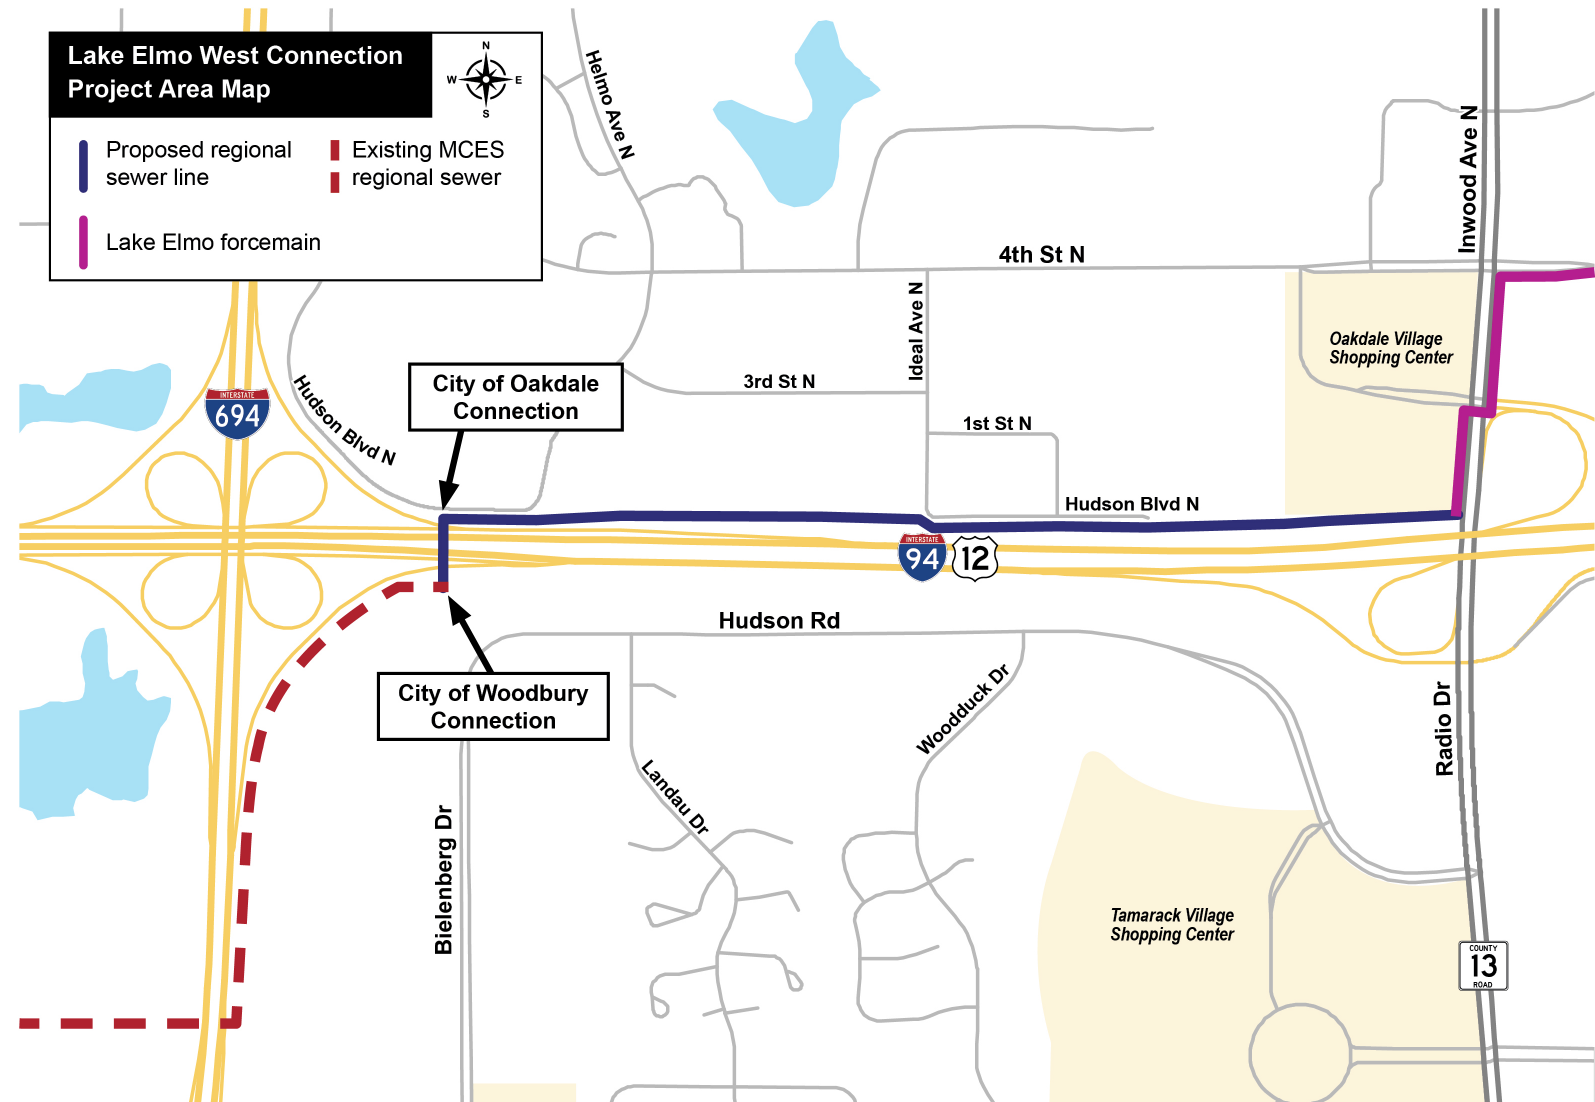 Lake Elmo West Connection
Project Area Map
N
W
E
S
Proposed regional
sewer line
Existing MCES
regional sewer
Lake Elmo forcemain
Helmo Ave N
Inwood Ave N
4th St N
Ideal Ave N
Oakdale Village
Shopping Center
City of Oakdale
Connection
3rd St N
INTERSTATE
694
Hudson Blvd N
1st St N
Hudson Blvd N
INTERSTATE
94
12
Hudson Rd
City of Woodbury
Connection
Woodduck Dr
Radio Dr
Landau Dr
Bielenberg Dr
Tamarack Village
Shopping Center
COUNTY
13
ROAD